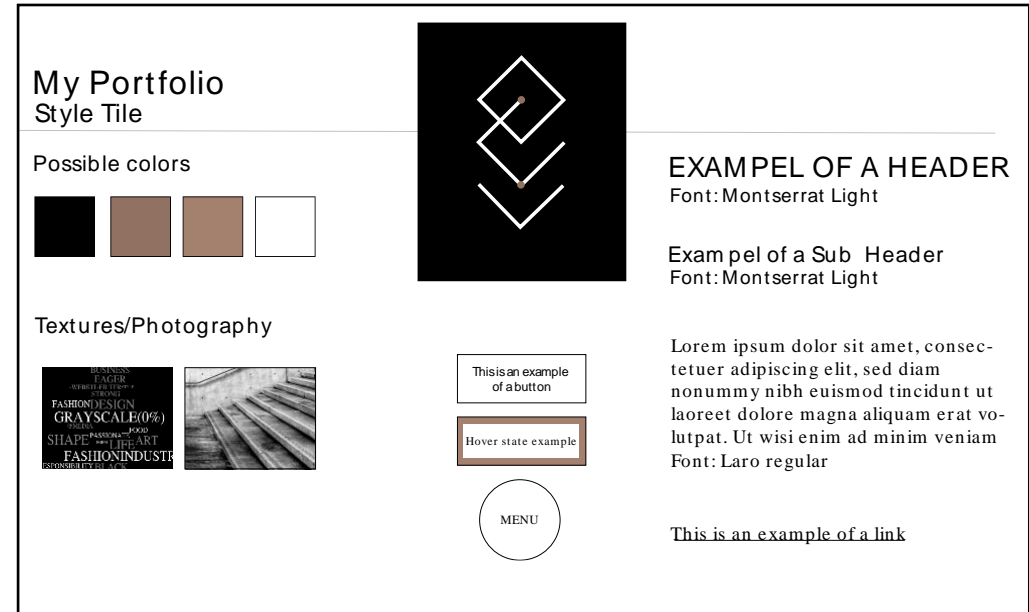 My Portfolio
Style Tile
Possible colors
Textures/Photography
BUSINESS
EAGER
STRONG
FASHIONDESIGN
GRAYSCALE(0%)
FOOD
SHAPE PASSIONATE LIFE ART
FASHIONINDUSTR
ESPONSIBILITY BLACK
This is an example
of a button
Hover state example
MENU
EXAMPEL OF A HEADER
Font: Montserrat Light
Exampel of a Sub Header
Font: Montserrat Light
Lorem ipsum dolor sit amet, consec-
tetuer adipiscing elit, sed diam
nonummy nibh euismod tincidunt ut
laoreet dolore magna aliquam erat vo-
lutpat. Ut wisi enim ad minim veniam
Font: Laro regular
This is an example of a link